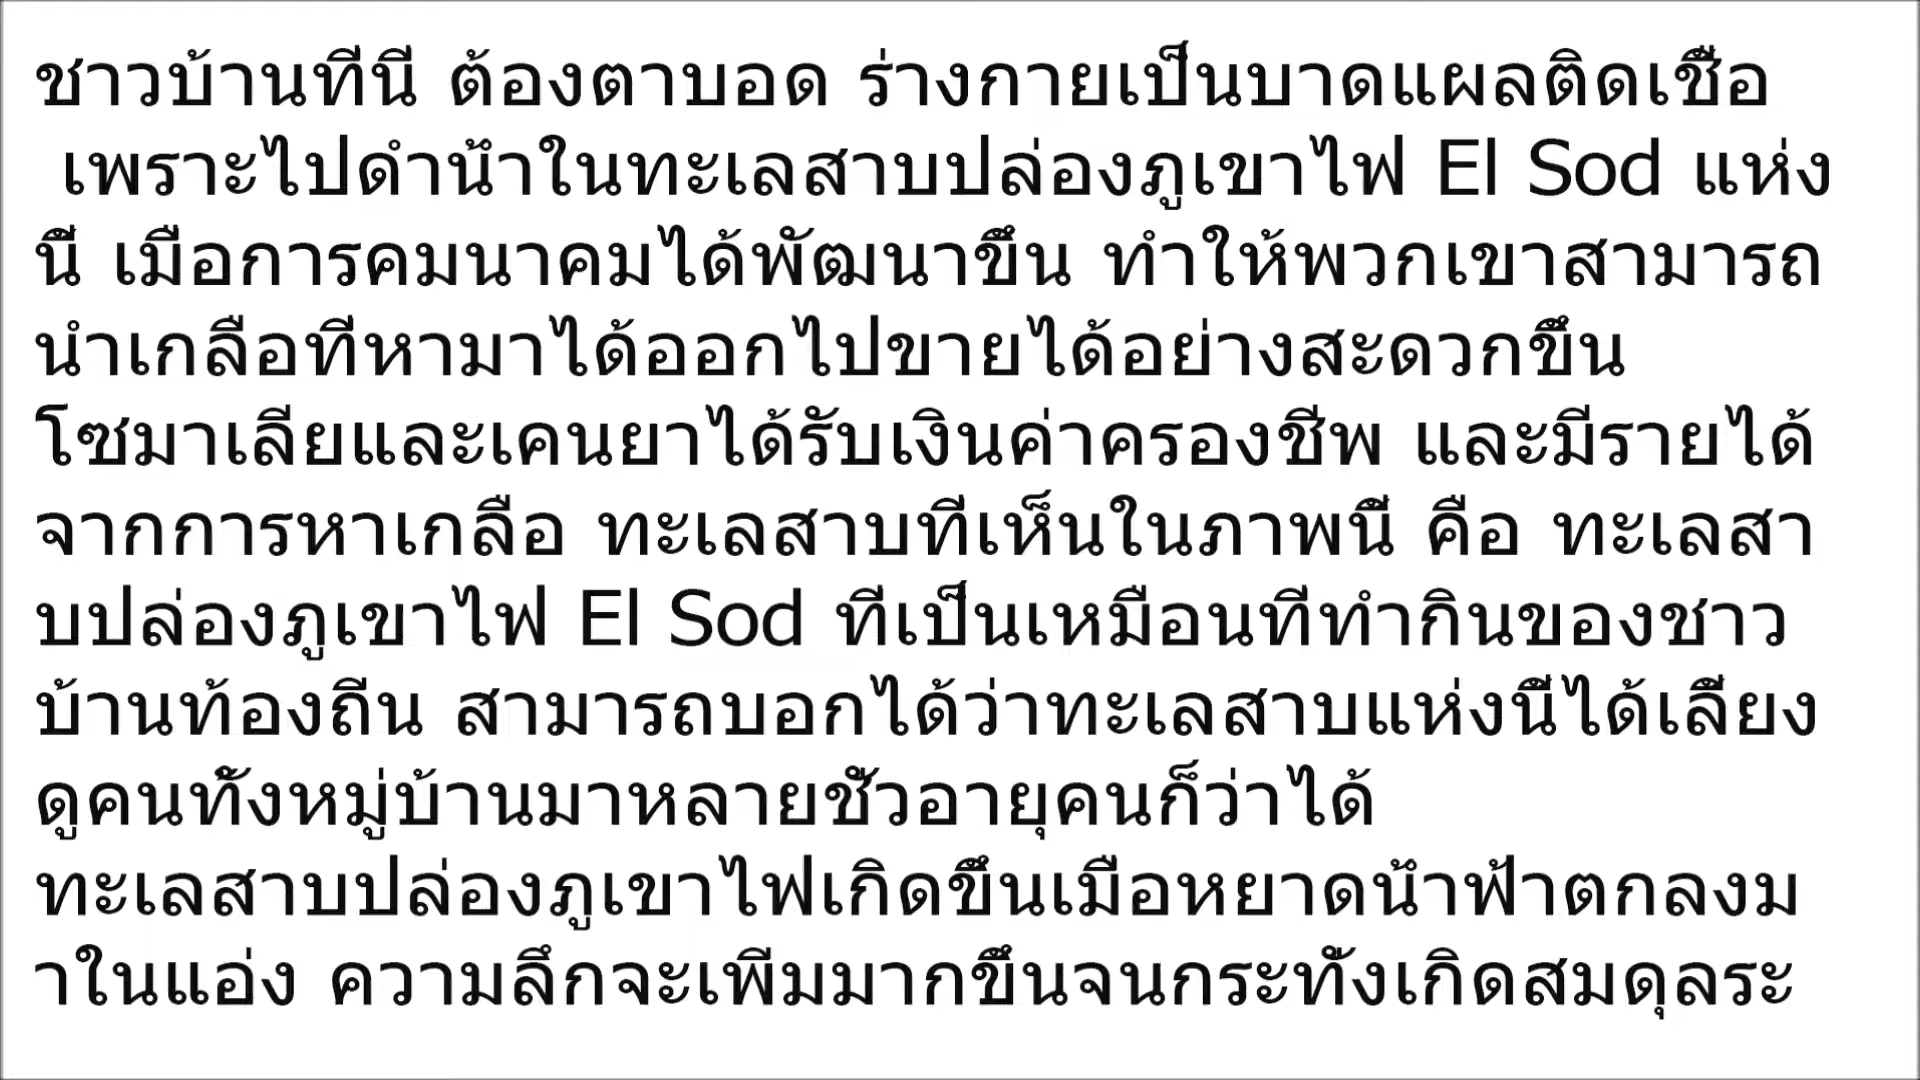 ชาวบ้านที่นี่ ต้องตาบอด ร่างกายเป็นบาดแผลติดเชื้อ
เพราะไปดำน้ำในทะเลสาบปล่องภูเขาไฟ El Sod แห่ง
นี้ เมื่อการคมนาคมได้พัฒนาขึ้น ทำให้พวกเขาสามารถ
นำเกลือที่หามาได้ออกไปขายได้อย่างสะดวกขึ้น
โซมาเลียและเคนยาได้รับเงินค่าครองชีพ และมีรายได้
จากการหาเกลือ ทะเลสาบที่เห็นในภาพนี้ คือ ทะเลสา
บปล่องภูเขาไฟ El Sod ที่เป็นเหมือนที่ทำกินของชาว
บ้านท้องถิ่น สามารถบอกได้ว่าทะเลสาบแห่งนี้ได้เลี้ยง
ดูคนทั้งหมู่บ้านมาหลายชั่วอายุคนก็ว่าได้
ทะเลสาบปล่องภูเขาไฟเกิดขึ้นเมื่อหยาดน้ำฟ้าตกลงม
าในแอ่ง ความลึกจะเพิ่มมากขึ้นจนกระทั่งเกิดสมดุลระ